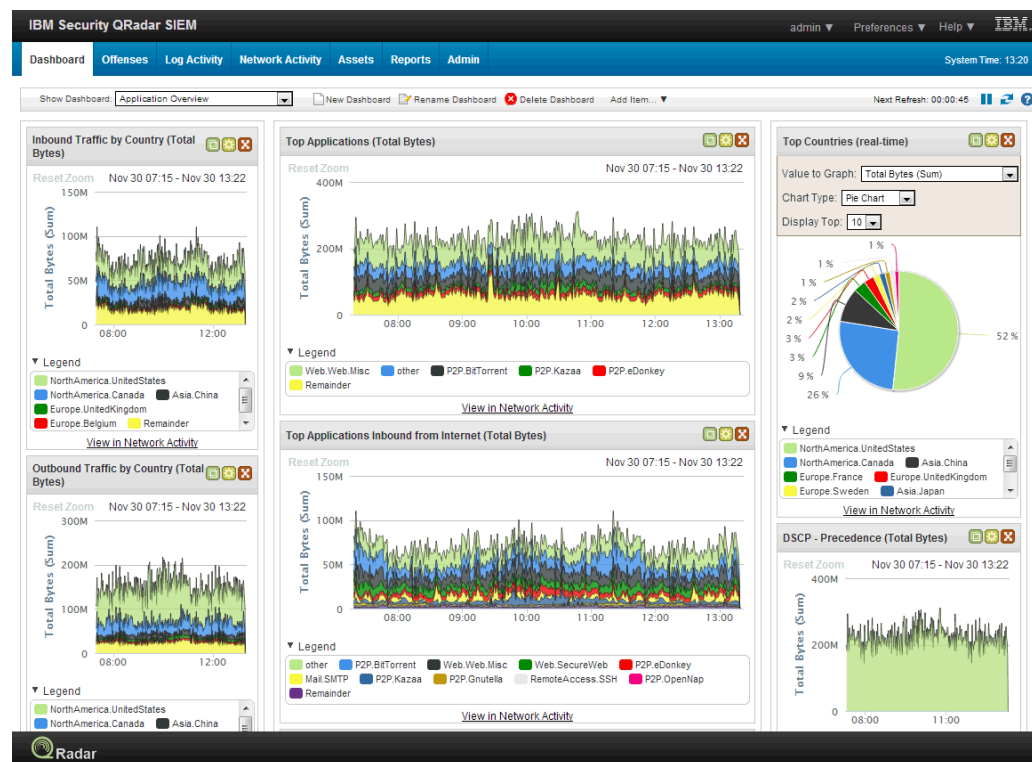 IBM Security QRadar SIEM
admin ▼ Preferences ▼ Help ▼ IBM.
Dashboard Offenses Log Activity Network Activity Assets Reports Admin
System Time: 13:20
Show Dashboard: Application Overview
New Dashboard Rename Dashboard Delete Dashboard Add Item... ▼
Next Refresh: 00:00:45
Inbound Traffic by Country (Total
Bytes)
Reset Zoom Nov 30 07:15 - Nov 30 13:22
Total Bytes (Sum)
150M
100M
50M
0
08:00 12:00
▼ Legend
NorthAmerica.UnitedStates
NorthAmerica.Canada Asia.China
Europe.UnitedKingdom
Europe.Belgium Remainder
View in Network Activity
Outbound Traffic by Country (Total
Bytes)
Reset Zoom Nov 30 07:15 - Nov 30 13:22
Total Bytes (Sum)
300M
200M
100M
0
08:00 12:00
▼ Legend
NorthAmerica.UnitedStates
NorthAmerica.Canada Asia.China
Top Applications (Total Bytes)
Reset Zoom Nov 30 07:15 - Nov 30 13:22
Total Bytes (Sum)
400M
200M
0
08:00 09:00 10:00 11:00 12:00 13:00
▼ Legend
Web.Web.Misc other P2P.BitTorrent P2P.Kazaa P2P.eDonkey
Remainder
View in Network Activity
Top Applications Inbound from Internet (Total Bytes)
Reset Zoom Nov 30 07:15 - Nov 30 13:22
Total Bytes (Sum)
150M
100M
50M
0
08:00 09:00 10:00 11:00 12:00 13:00
▼ Legend
other P2P.BitTorrent Web.Web.Misc Web.SecureWeb P2P.eDonkey
Mail.SMTP P2P.Kazaa P2P.Gnutella RemoteAccess.SSH P2P.OpenNap
Remainder
View in Network Activity
Top Countries (real-time)
Value to Graph: Total Bytes (Sum)
Chart Type: Pie Chart
Display Top: 10
1 %
1 %
1 %
2 %
2 %
3 %
3 %
9 %
26 %
52 %
▼ Legend
NorthAmerica.UnitedStates
NorthAmerica.Canada Asia.China
Europe.France Europe.UnitedKingdom
Europe.Sweden Asia.Japan
View in Network Activity
DSCP - Precedence (Total Bytes)
Reset Zoom Nov 30 07:15 - Nov 30 13:22
Total Bytes (Sum)
400M
200M
0
08:00 11:00
QRadar